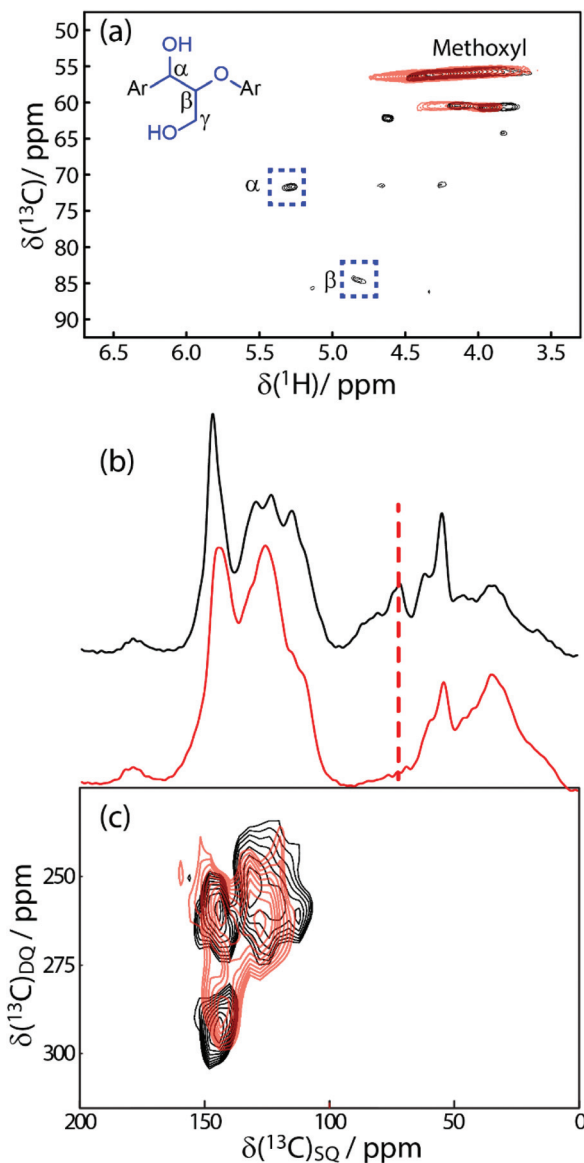 (a)
Methoxyl
OH
α
O
Ar
Ar
β
HO
γ
α
β
50
55
60
65
70
75
80
85
90
δ(¹³C)/ ppm
6.5 6.0 5.5 5.0 4.5 4.0 3.5
δ(¹H)/ ppm
(b)
(c)
250
275
300
δ(¹³C)DQ / ppm
200 150 100 50 0
δ(¹³C)SQ / ppm